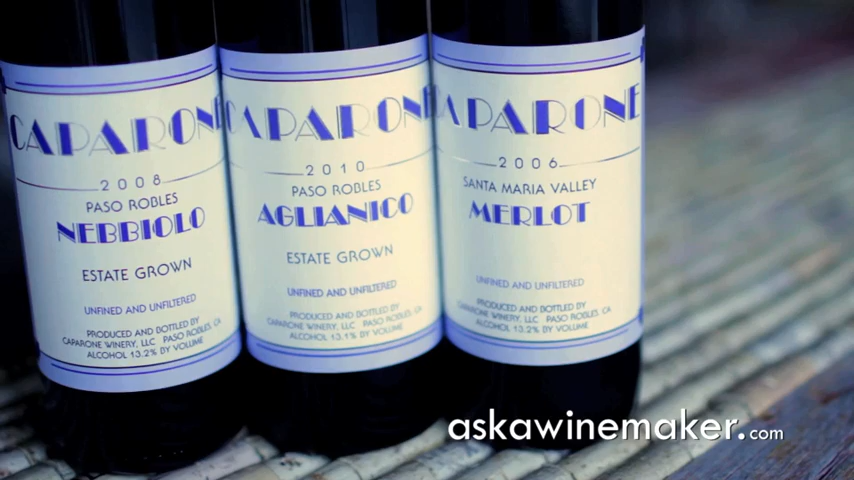 CAPARONE
2008
PASO ROBLES
NEBBIOLO
ESTATE GROWN
UNFINED AND UNFILTERED
PRODUCED AND BOTTLED BY
CAPARONE WINERY, LLC PASO ROBLES, CA
ALCOHOL 13.2% BY VOLUME
CAPARONE
2010
PASO ROBLES
AGLIANICO
ESTATE GROWN
UNFINED AND UNFILTERED
PRODUCED AND BOTTLED BY
CAPARONE WINERY, LLC PASO ROBLES, CA
ALCOHOL 13.1% BY VOLUME
CAPARONE
2006
SANTA MARIA VALLEY
MERLOT
UNFINED AND UNFILTERED
PRODUCED AND BOTTLED BY
CAPARONE WINERY, LLC PASO ROBLES, CA
ALCOHOL 13.2% BY VOLUME
askawinemaker.com